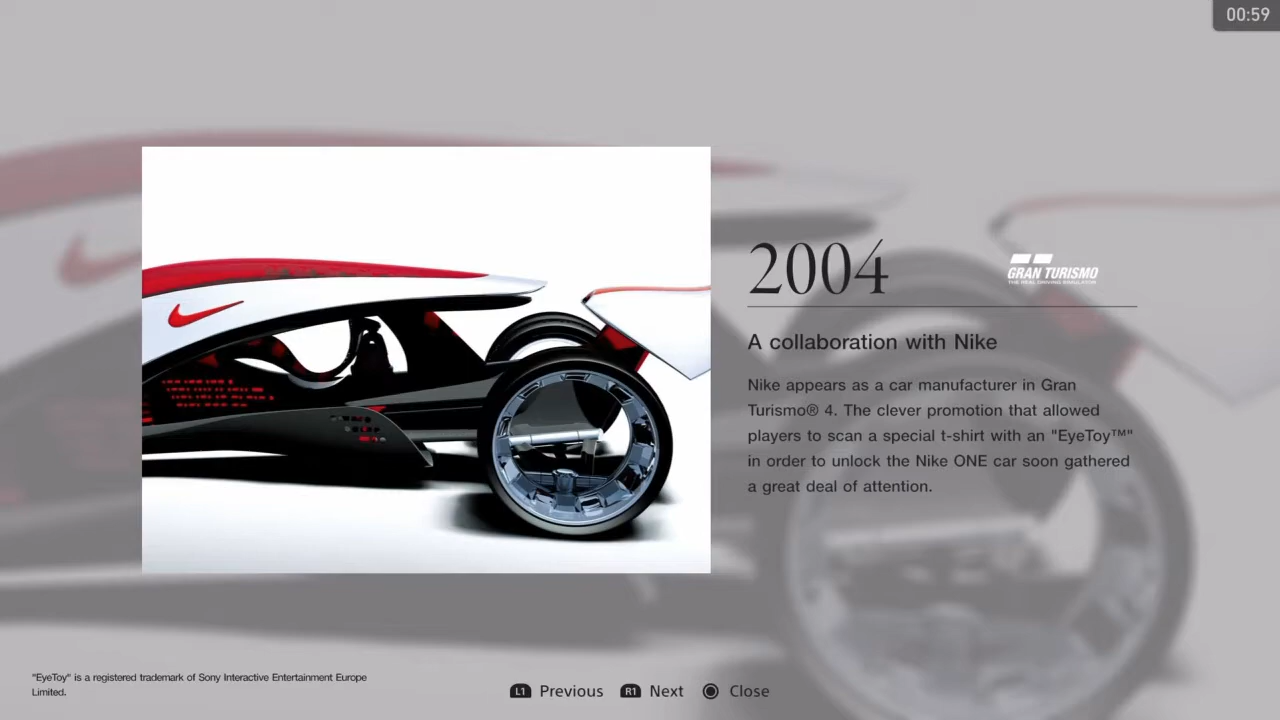 00:59
2004
GRAN TURISMO
THE REAL DRIVING SIMULATOR
A collaboration with Nike
Nike appears as a car manufacturer in Gran
Turismo® 4. The clever promotion that allowed
players to scan a special t-shirt with an "EyeToy™"
in order to unlock the Nike ONE car soon gathered
a great deal of attention.
"EyeToy" is a registered trademark of Sony Interactive Entertainment Europe
Limited.
L1 Previous R1 Next Close